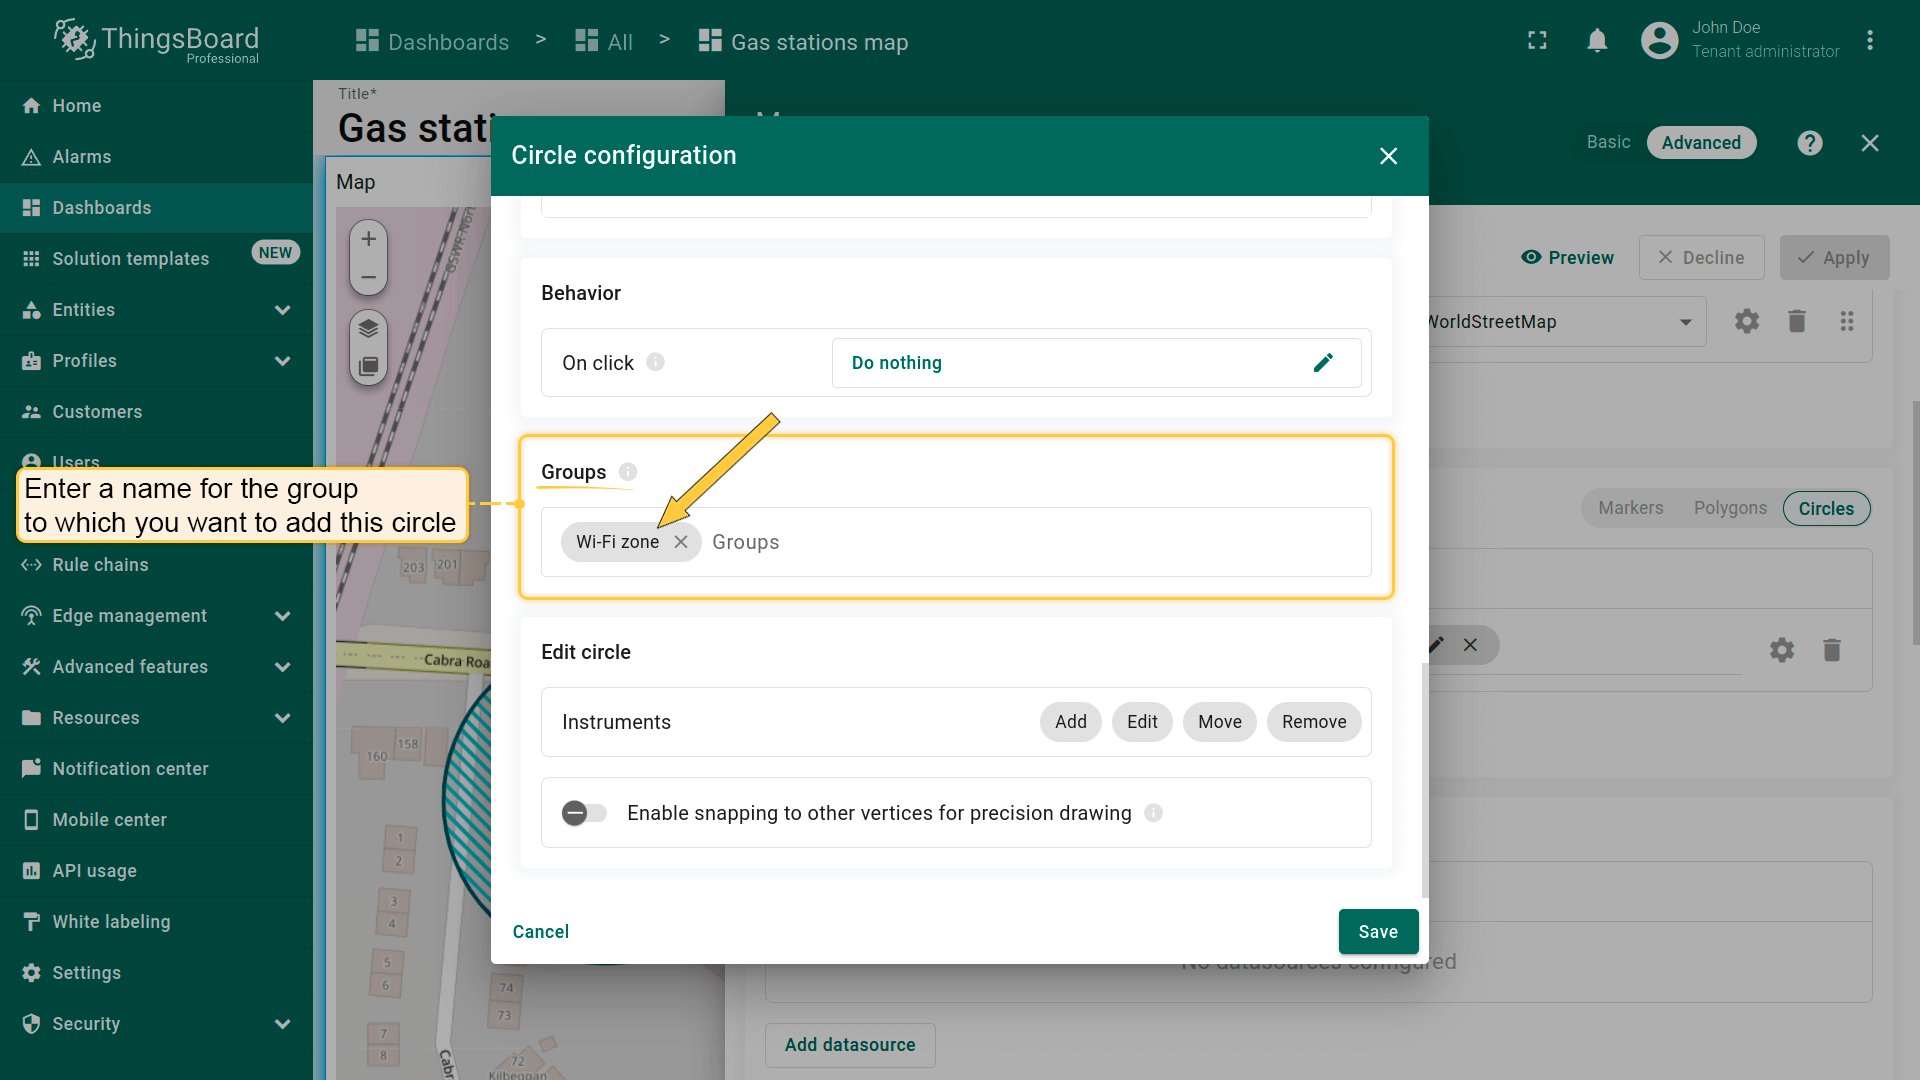 ThingsBoard
Professional
Dashboards > All > Gas stations map
John Doe
Tenant administrator
Home
Alarms
Dashboards
Solution templates NEW
Entities
Profiles
Customers
Users
Rule chains
Edge management
Advanced features
Resources
Notification center
Mobile center
API usage
White labeling
Settings
Security
Enter a name for the group
to which you want to add this circle
Title*
Gas stati
Map
+
−
GSWR Nort
203 201
Cabra Roa
158
160
1
2
3
4
5
6
7
8
74
73
72
Kilbeggan
Cabr
Circle configuration
Behavior
On click
Do nothing
Groups
Wi-Fi zone Groups
Edit circle
Instruments
Add Edit Move Remove
Enable snapping to other vertices for precision drawing
Cancel
Save
Basic Advanced
Preview
Decline
Apply
WorldStreetMap
Markers Polygons Circles
No datasources configured
Add datasource